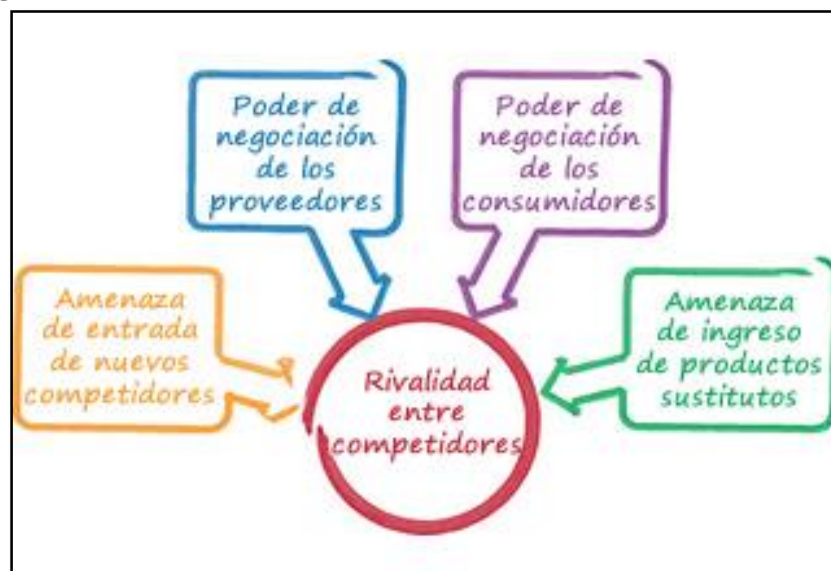 Poder de
negociación
de los
proveedores
Poder de
negociación
de los
consumidores
Amenaza
de entrada
de nuevos
competidores
Rivalidad
entre
competidores
Amenaza
de ingreso
de productos
sustitutos